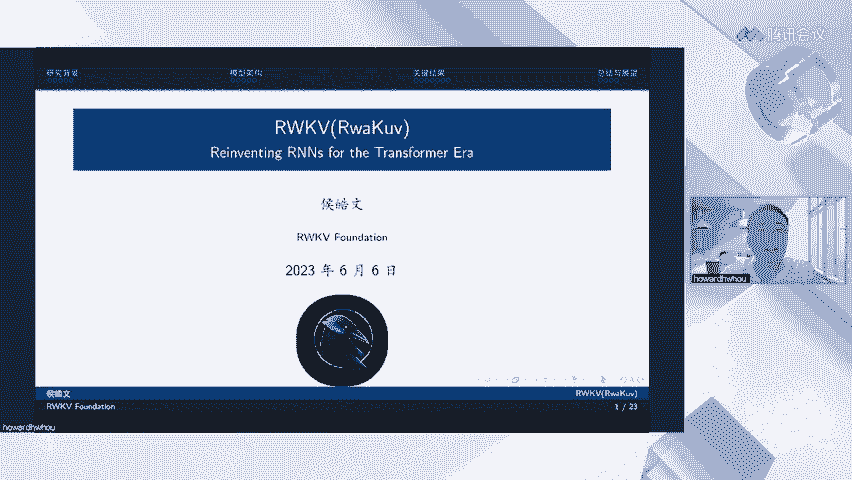 腾讯会议
研究背景 模型架构 关键结果 总结与展望
RWKV(RwaKuv)
Reinventing RNNs for the Transformer Era
侯皓文
RWKV Foundation
2023 年 6 月 6 日
howardhwhou
侯皓文 RWKV(RwaKuv)
RWKV Foundation 1 / 23
howardhwhou